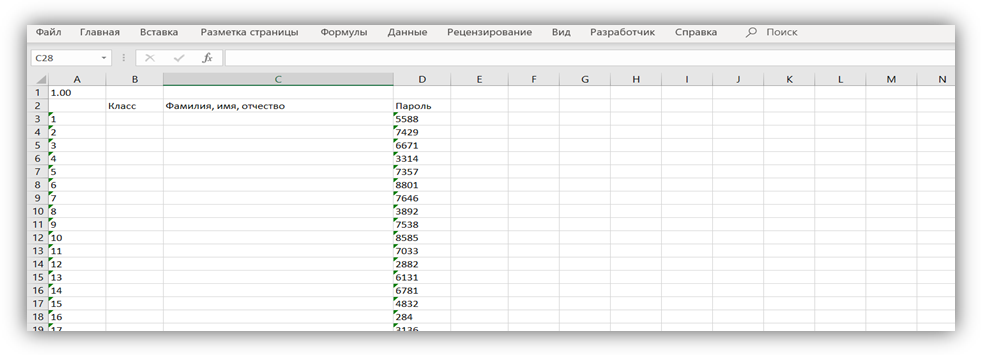 Файл Главная Вставка Разметка страницы Формулы Данные Рецензирование Вид Разработчик Справка Поиск
C28 fx
A B C D E F G H I J K L M N
1 1.00
2 Класс Фамилия, имя, отчество Пароль
3 1 5588
4 2 7429
5 3 6671
6 4 3314
7 5 7357
8 6 8801
9 7 7646
10 8 3892
11 9 7538
12 10 8585
13 11 7033
14 12 2882
15 13 6131
16 14 6781
17 15 4832
18 16 284
19 17 3136